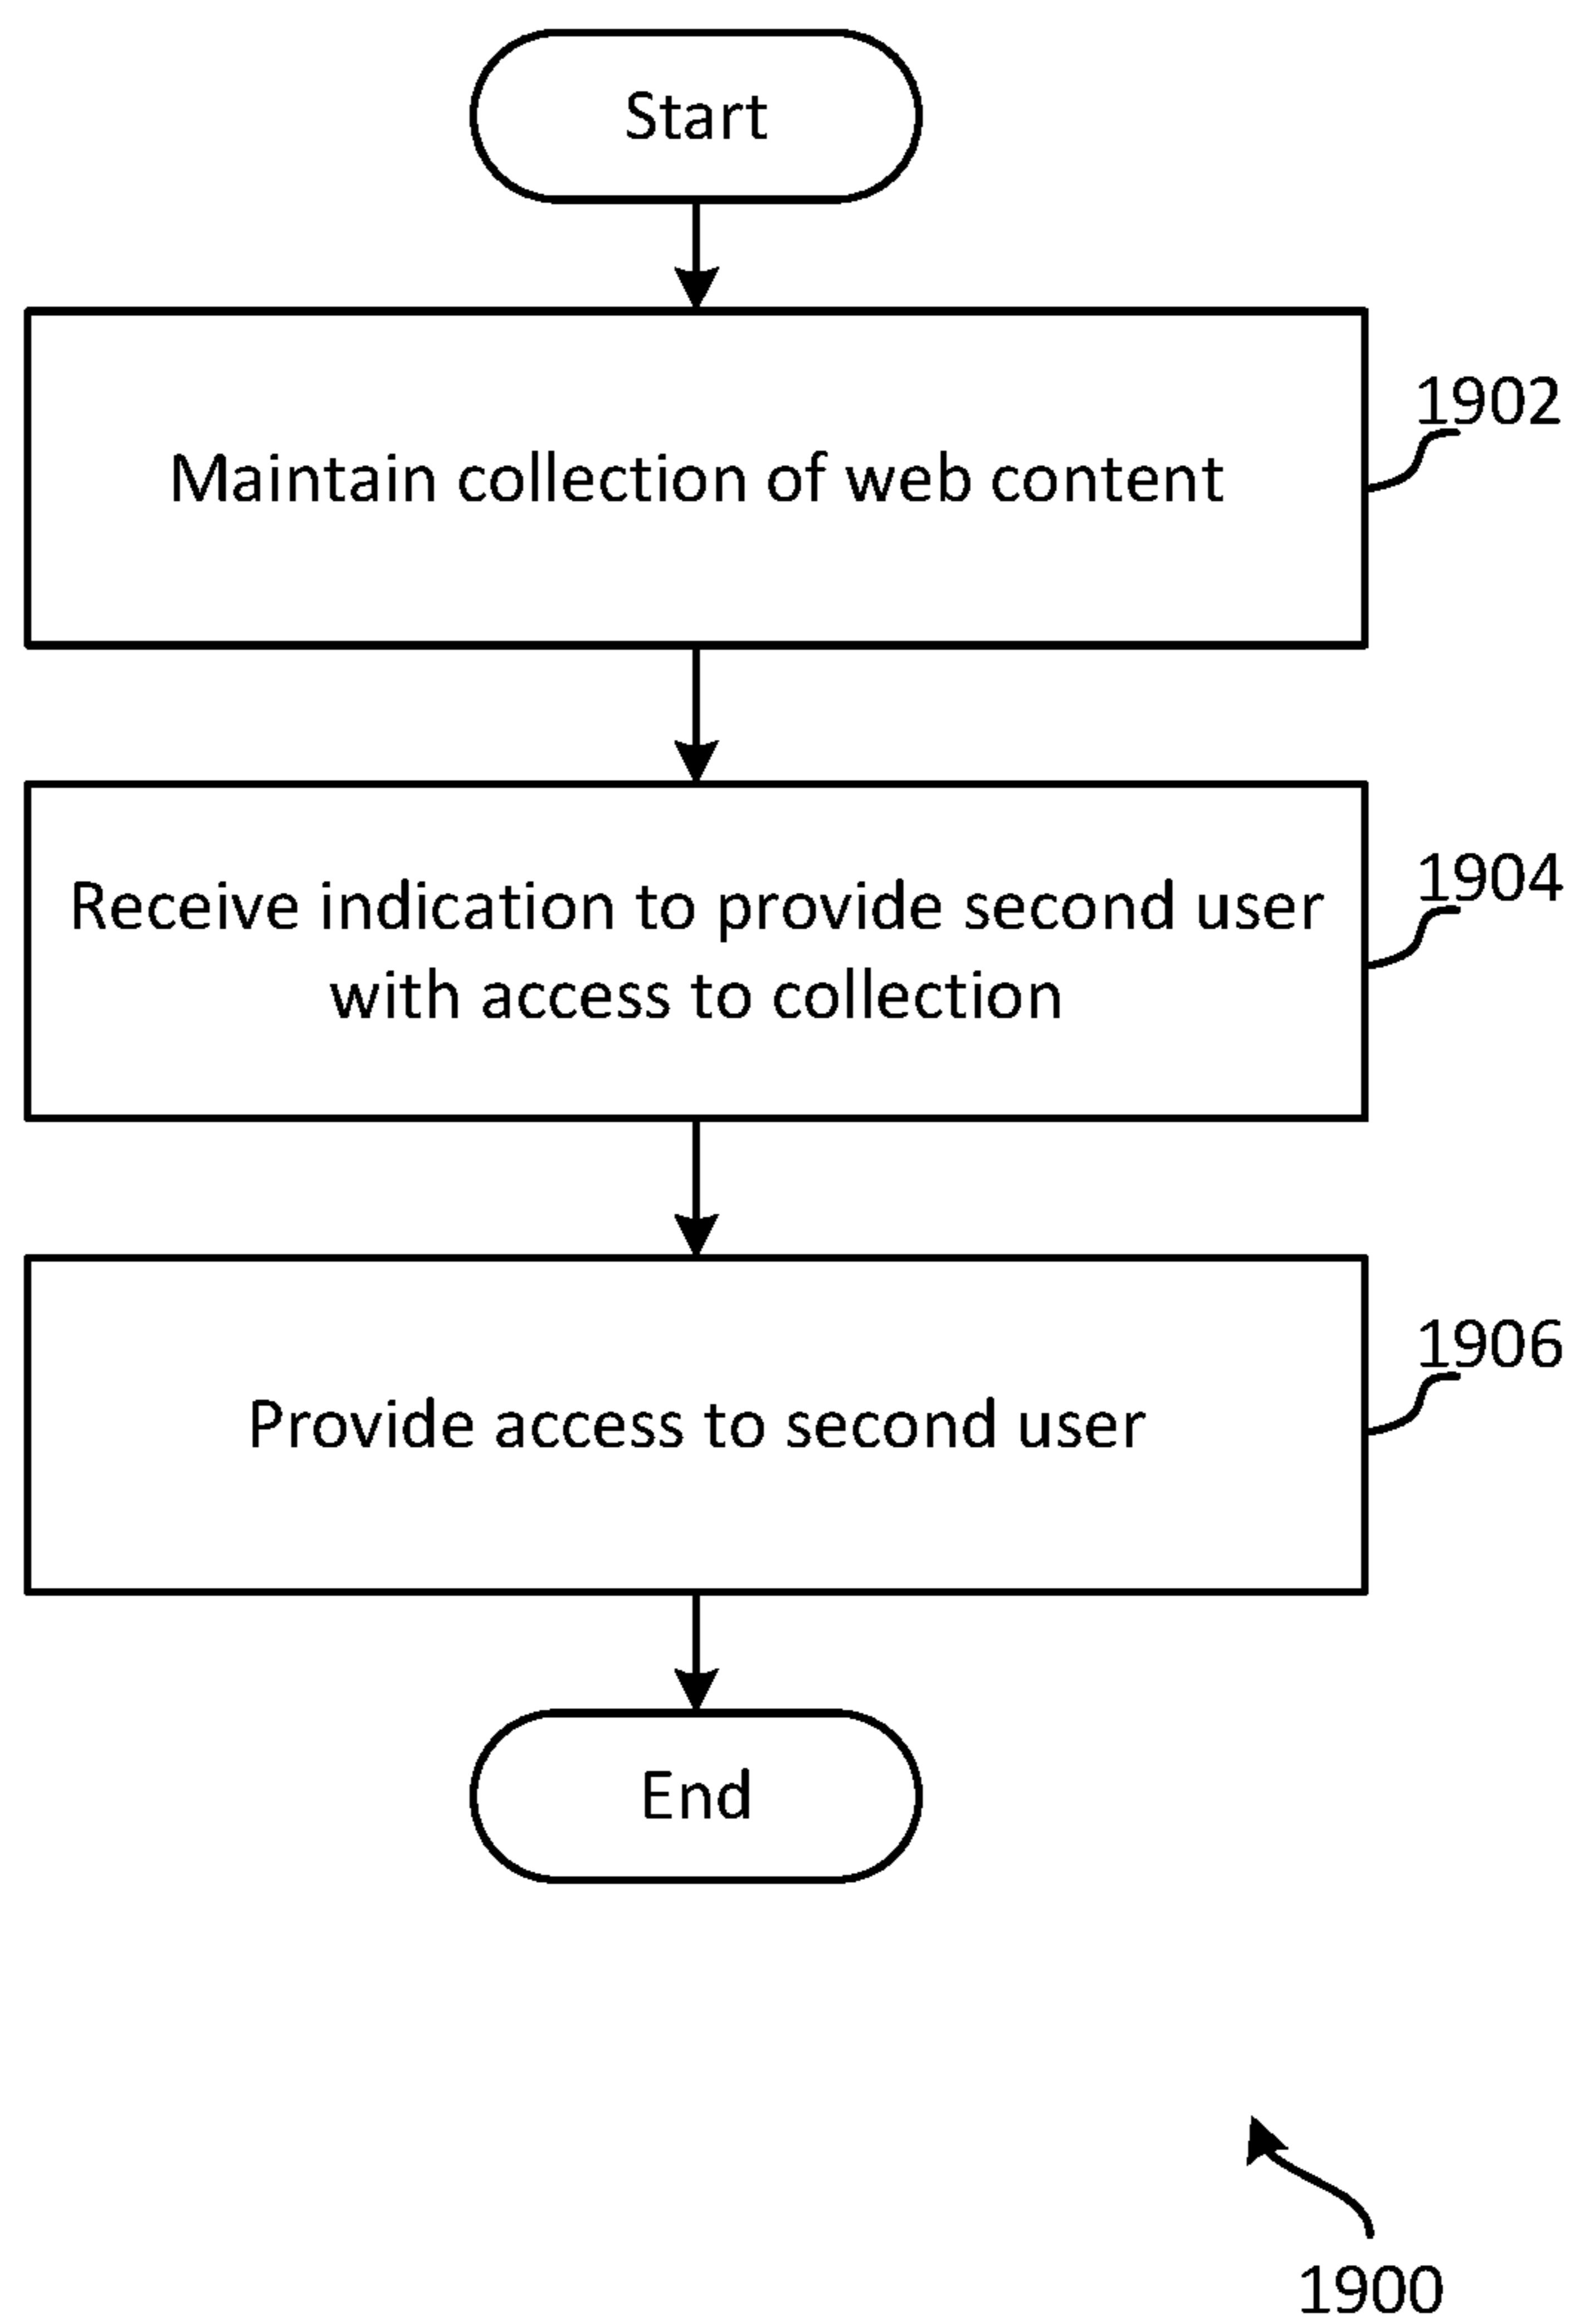 Start
Maintain collection of web content
1902
Receive indication to provide second user
with access to collection
1904
Provide access to second user
1906
End
1900